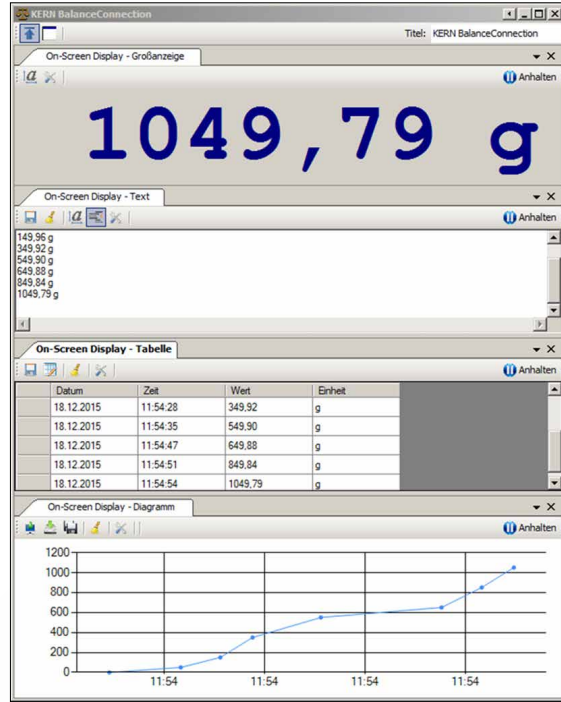 KERN BalanceConnection
Titel: KERN BalanceConnection
On-Screen Display - Großanzeige
Anhalten
1049,79 g
On-Screen Display - Text
Anhalten
149,96 g
349,92 g
549,90 g
649,88 g
849,84 g
1049,79 g
On-Screen Display - Tabelle
Anhalten
Datum Zeit Wert Einheit
18.12.2015 11:54:28 349,92 g
18.12.2015 11:54:35 549,90 g
18.12.2015 11:54:47 649,88 g
18.12.2015 11:54:51 849,84 g
18.12.2015 11:54:54 1049,79 g
On-Screen Display - Diagramm
Anhalten
1200
1000
800
600
400
200
0
11:54 11:54 11:54 11:54